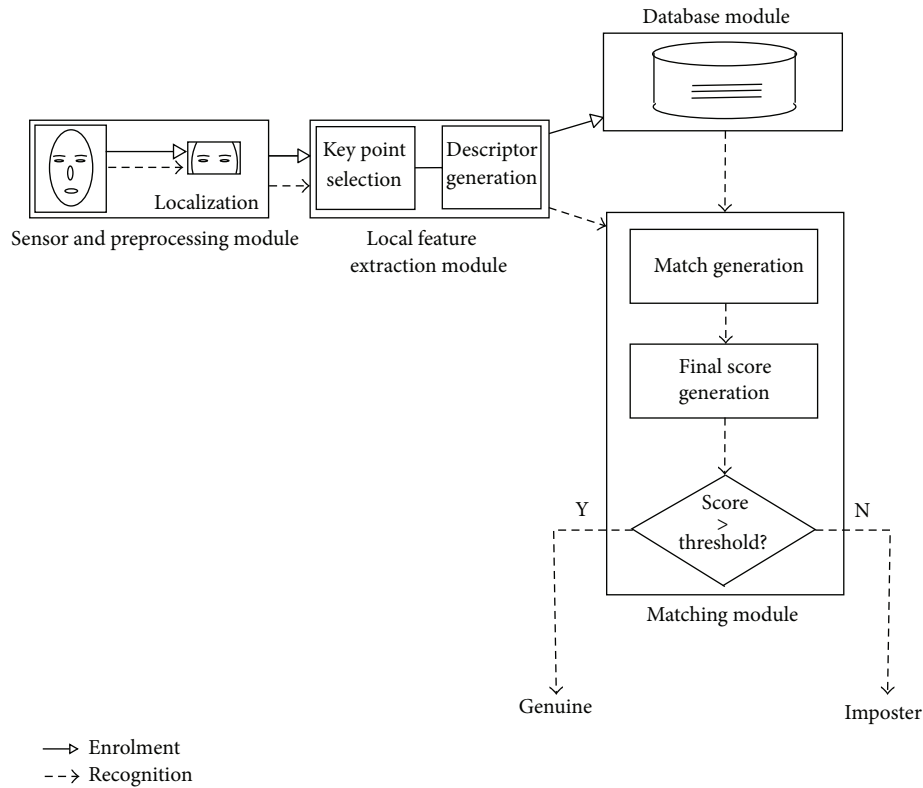 Database module
Key point
selection
Descriptor
generation
Localization
Sensor and preprocessing module
Local feature
extraction module
Match generation
Final score
generation
Score
>
threshold?
Y
N
Matching module
Genuine
Imposter
Enrolment
Recognition